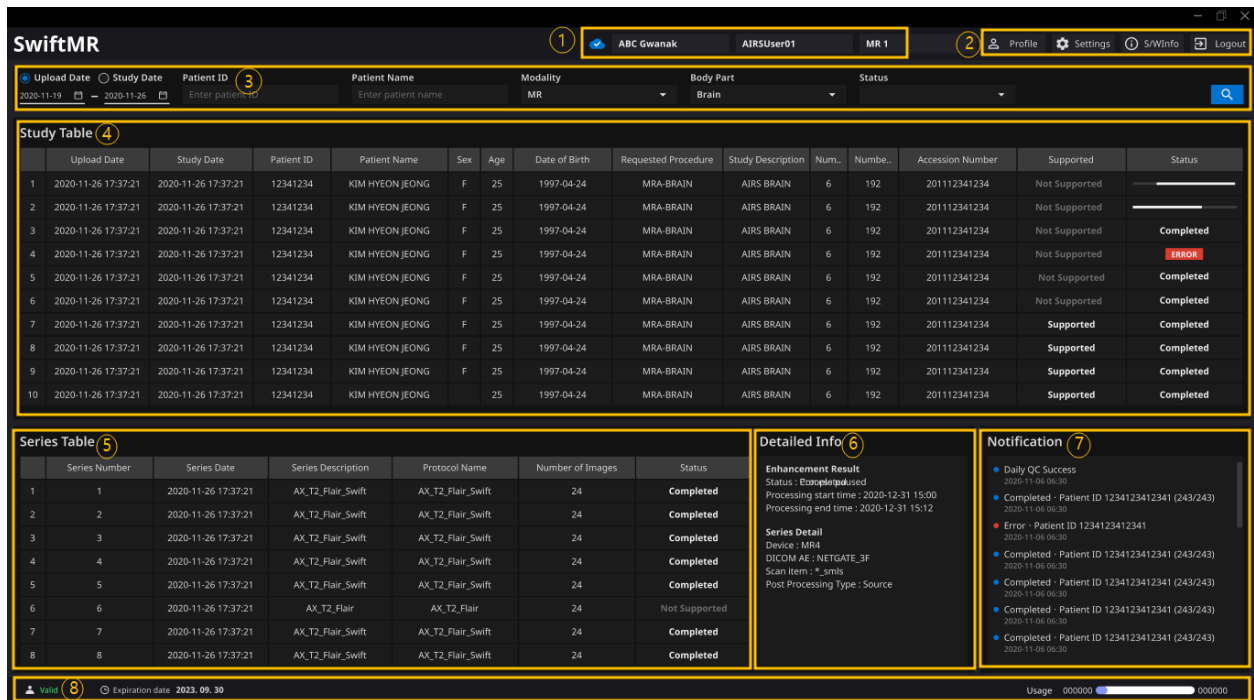 SwiftMR
1 ABC Gwanak AIRSUser01 MR 1
2 Profile Settings S/WInfo Logout
Upload Date Study Date Patient ID 3 Patient Name Modality Body Part Status
2020-11-19 – 2020-11-26 Enter patient ID Enter patient name MR Brain
Study Table 4
Upload Date Study Date Patient ID Patient Name Sex Age Date of Birth Requested Procedure Study Description Num.. Numbe.. Accession Number Supported Status
1 2020-11-26 17:37:21 2020-11-26 17:37:21 12341234 KIM HYEON JEONG F 25 1997-04-24 MRA-BRAIN AIRS BRAIN 6 192 201112341234 Not Supported
2 2020-11-26 17:37:21 2020-11-26 17:37:21 12341234 KIM HYEON JEONG F 25 1997-04-24 MRA-BRAIN AIRS BRAIN 6 192 201112341234 Not Supported
3 2020-11-26 17:37:21 2020-11-26 17:37:21 12341234 KIM HYEON JEONG F 25 1997-04-24 MRA-BRAIN AIRS BRAIN 6 192 201112341234 Not Supported Completed
4 2020-11-26 17:37:21 2020-11-26 17:37:21 12341234 KIM HYEON JEONG F 25 1997-04-24 MRA-BRAIN AIRS BRAIN 6 192 201112341234 Not Supported ERROR
5 2020-11-26 17:37:21 2020-11-26 17:37:21 12341234 KIM HYEON JEONG F 25 1997-04-24 MRA-BRAIN AIRS BRAIN 6 192 201112341234 Not Supported Completed
6 2020-11-26 17:37:21 2020-11-26 17:37:21 12341234 KIM HYEON JEONG F 25 1997-04-24 MRA-BRAIN AIRS BRAIN 6 192 201112341234 Not Supported Completed
7 2020-11-26 17:37:21 2020-11-26 17:37:21 12341234 KIM HYEON JEONG F 25 1997-04-24 MRA-BRAIN AIRS BRAIN 6 192 201112341234 Supported Completed
8 2020-11-26 17:37:21 2020-11-26 17:37:21 12341234 KIM HYEON JEONG F 25 1997-04-24 MRA-BRAIN AIRS BRAIN 6 192 201112341234 Supported Completed
9 2020-11-26 17:37:21 2020-11-26 17:37:21 12341234 KIM HYEON JEONG F 25 1997-04-24 MRA-BRAIN AIRS BRAIN 6 192 201112341234 Supported Completed
10 2020-11-26 17:37:21 2020-11-26 17:37:21 12341234 KIM HYEON JEONG 25 1997-04-24 MRA-BRAIN AIRS BRAIN 6 192 201112341234 Supported Completed
Series Table 5
Series Number Series Date Series Description Protocol Name Number of Images Status
1 1 2020-11-26 17:37:21 AX_T2_Flair_Swift AX_T2_Flair_Swift 24 Completed
2 2 2020-11-26 17:37:21 AX_T2_Flair_Swift AX_T2_Flair_Swift 24 Completed
3 3 2020-11-26 17:37:21 AX_T2_Flair_Swift AX_T2_Flair_Swift 24 Completed
4 4 2020-11-26 17:37:21 AX_T2_Flair_Swift AX_T2_Flair_Swift 24 Completed
5 5 2020-11-26 17:37:21 AX_T2_Flair_Swift AX_T2_Flair_Swift 24 Completed
6 6 2020-11-26 17:37:21 AX_T2_Flair AX_T2_Flair 24 Not Supported
7 7 2020-11-26 17:37:21 AX_T2_Flair_Swift AX_T2_Flair_Swift 24 Completed
8 8 2020-11-26 17:37:21 AX_T2_Flair_Swift AX_T2_Flair_Swift 24 Completed
Detailed Info 6
Enhancement Result
Status :
Processing start time : 2020-12-31 15:00
Processing end time : 2020-12-31 15:12
Series Detail
Device : MR4
DICOM AE : NETGATE_3F
Scan item : *_smls
Post Processing Type : Source
Notification 7
Daily QC Success
2020-11-06 06:30
Completed · Patient ID 1234123412341 (243/243)
2020-11-06 06:30
Error · Patient ID 1234123412341
2020-11-06 06:30
Completed · Patient ID 1234123412341 (243/243)
2020-11-06 06:30
Completed · Patient ID 1234123412341 (243/243)
2020-11-06 06:30
Completed · Patient ID 1234123412341 (243/243)
2020-11-06 06:30
Completed · Patient ID 1234123412341 (243/243)
2020-11-06 06:30
Valid 8 Expiration date 2023. 09. 30 Usage 000000 000000